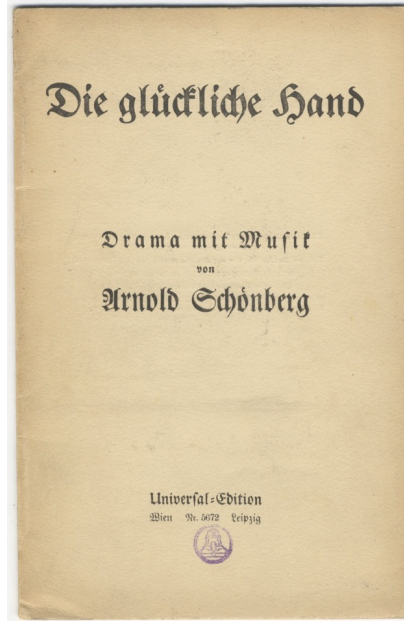 Die glückliche Hand
Drama mit Musik
von
Arnold Schönberg
Universal-Edition
Wien Nr. 5672 Leipzig